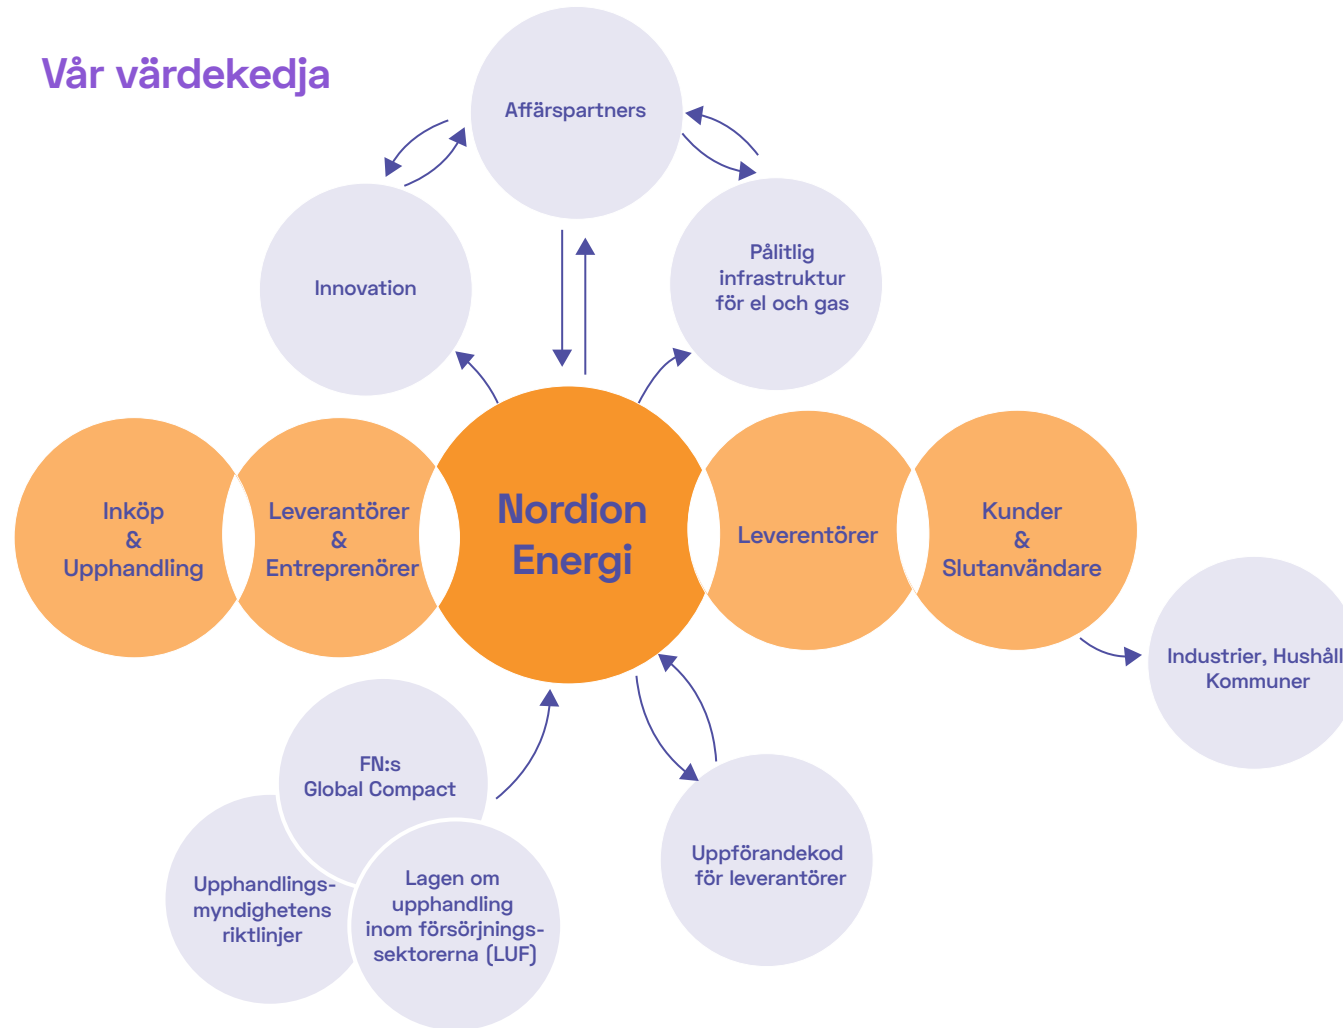 Vår värdekedja
Affärspartners
Innovation
Pålitlig
infrastruktur
för el och gas
Inköp
&
Upphandling
Leverantörer
&
Entreprenörer
Nordion
Energi
Leverentörer
Kunder
&
Slutanvändare
Industrier, Hushåll
Kommuner
FN:s
Global Compact
Upphandlings-
myndighetens
riktlinjer
Lagen om
upphandling
inom försörjnings-
sektorerna (LUF)
Uppförandekod
för leverantörer